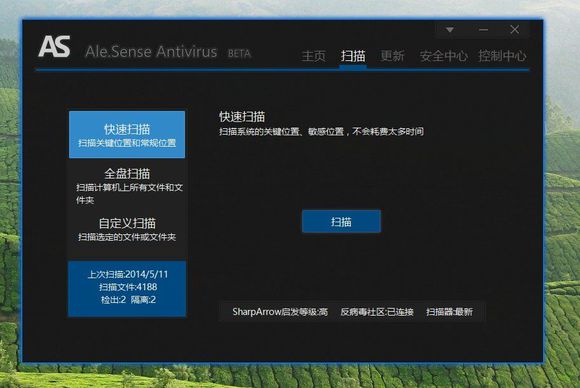 AS Ale.Sense Antivirus BETA
主页 扫描 更新 安全中心 控制中心
快速扫描
扫描关键位置和常规位置
全盘扫描
扫描计算机上所有文件和文
件夹
自定义扫描
扫描选定的文件或文件夹
上次扫描:2014/5/11
扫描文件:4188
检出:2 隔离:2
快速扫描
扫描系统的关键位置、敏感位置，不会耗费太多时间
扫描
SharpArrow启发等级:高 反病毒社区:已连接 扫描器:最新